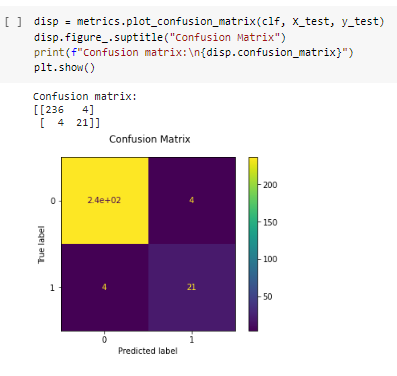 [ ] disp = metrics.plot_confusion_matrix(clf, X_test, y_test)
disp.figure_.suptitle("Confusion Matrix")
print(f"Confusion matrix:\n{disp.confusion_matrix}")
plt.show()
Confusion matrix:
[[236   4]
 [  4  21]]
Confusion Matrix
0 2.4e+02 4
1 4 21
0 1
Predicted label
True label
200
150
100
50